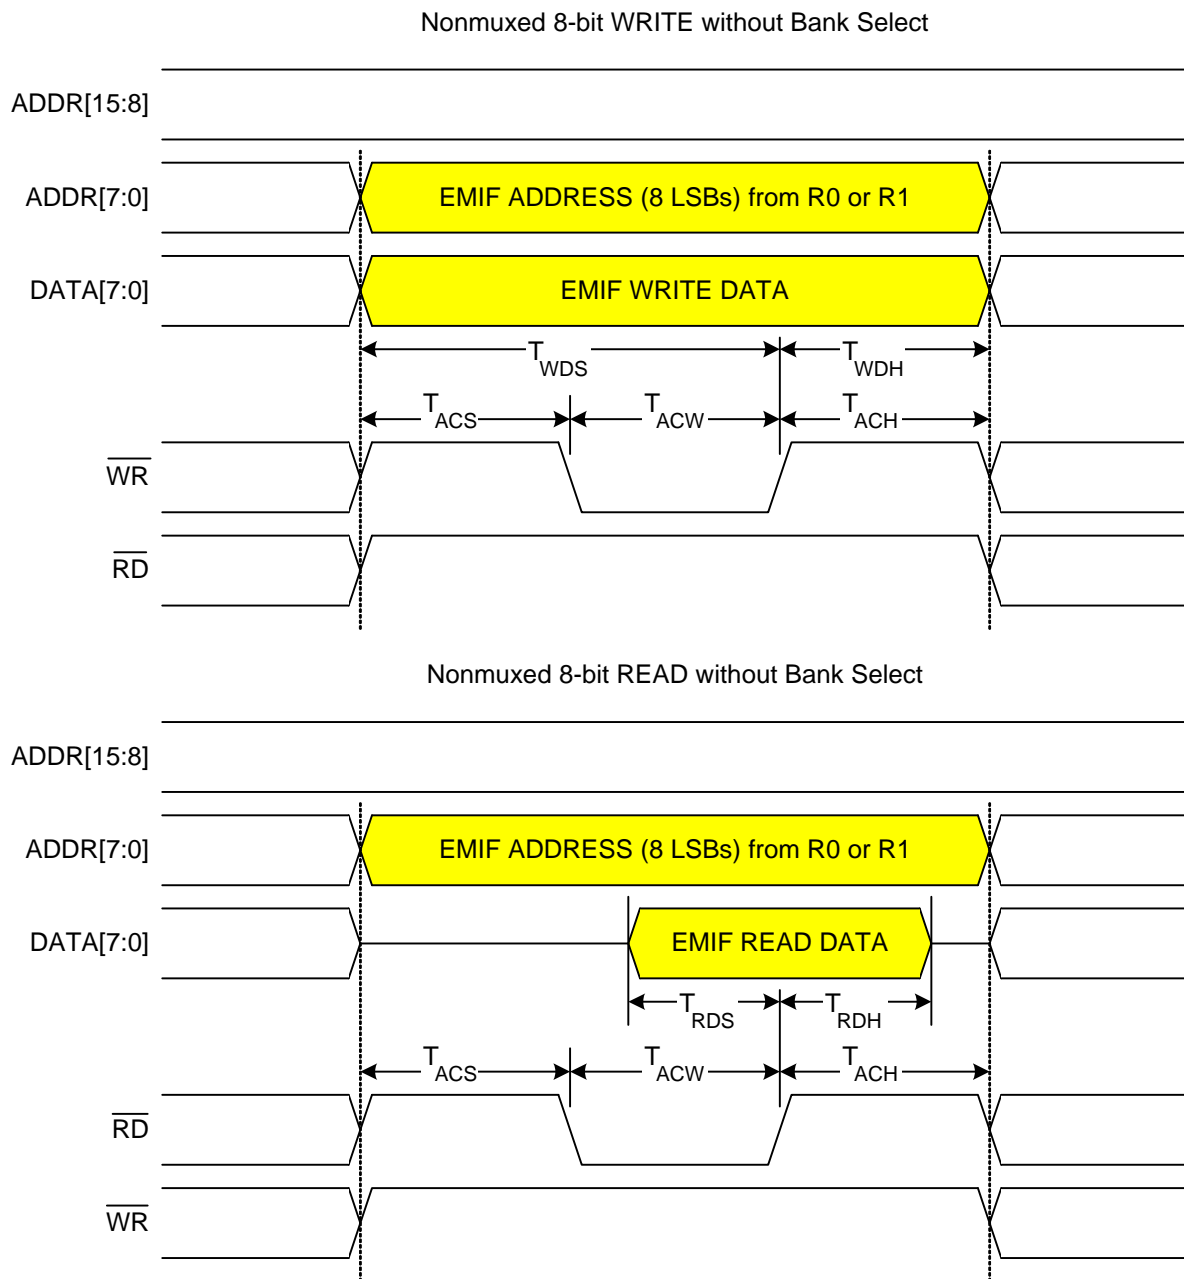 Nonmuxed 8-bit WRITE without Bank Select
ADDR[15:8]
ADDR[7:0]
EMIF ADDRESS (8 LSBs) from R0 or R1
DATA[7:0]
EMIF WRITE DATA
TWDS
TWDH
TACS
TACW
TACH
WR
RD
Nonmuxed 8-bit READ without Bank Select
ADDR[15:8]
ADDR[7:0]
EMIF ADDRESS (8 LSBs) from R0 or R1
DATA[7:0]
EMIF READ DATA
TRDS
TRDH
TACS
TACW
TACH
RD
WR